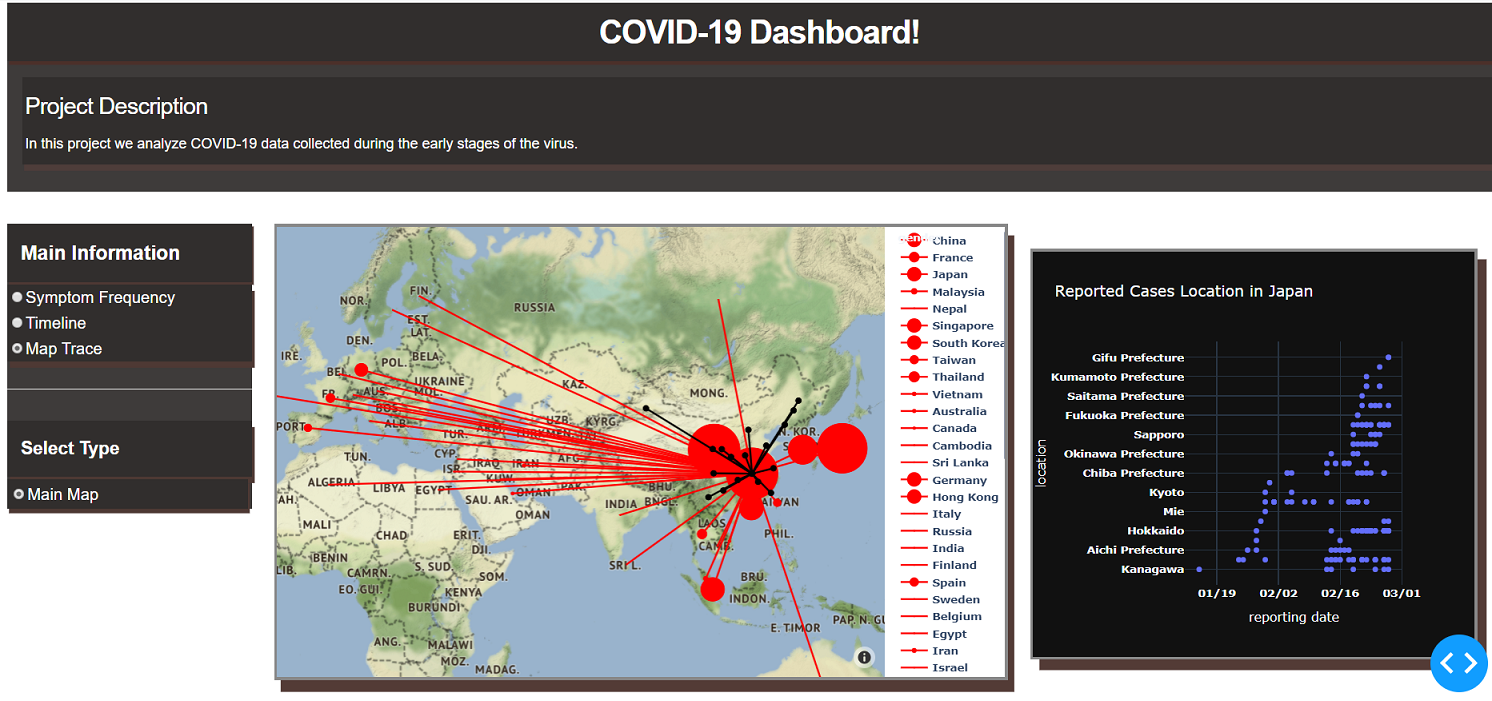 COVID-19 Dashboard!
Project Description
In this project we analyze COVID-19 data collected during the early stages of the virus.
Main Information
Symptom Frequency
Timeline
Map Trace
Select Type
Main Map
NOR.
FIN.
RUSSIA
EST.
LAT.
DEN.
IRE.
POL.
BELA.
BEL
UKRAINE
KAZ.
MONG.
FR.
AUS.
MOL.
BOS.
ALB.
UZB.
KYRG.
N. KOR.
PORT.
TUR.
TUN.
CYP.
ISR.
IRAQ
IRAN
AFG.
KUW.
PAK.
BHU.
ALGERIA
LIBYA
EGYPT
SAU. AR.
OMAN
INDIA
BNGL.
AH.
OMAN
LAOS
MALI
CHAD
ERIT.
DJI.
PHIL.
CAMB.
BENIN
S. SUD.
SRI L.
LIB.
CAMRN.
SOM.
BRU.
EO. GUI.
KENYA
INDON.
BURUNDI
PAP. N. GU
E. TIMOR
ANG.
MALAWI
MOZ.
MADAG.
China
France
Japan
Malaysia
Nepal
Singapore
South Korea
Taiwan
Thailand
Vietnam
Australia
Canada
Cambodia
Sri Lanka
Germany
Hong Kong
Italy
Russia
India
Finland
Spain
Sweden
Belgium
Egypt
Iran
Israel
Reported Cases Location in Japan
location
Gifu Prefecture
Kumamoto Prefecture
Saitama Prefecture
Fukuoka Prefecture
Sapporo
Okinawa Prefecture
Chiba Prefecture
Kyoto
Mie
Hokkaido
Aichi Prefecture
Kanagawa
01/19 02/02 02/16 03/01
reporting date